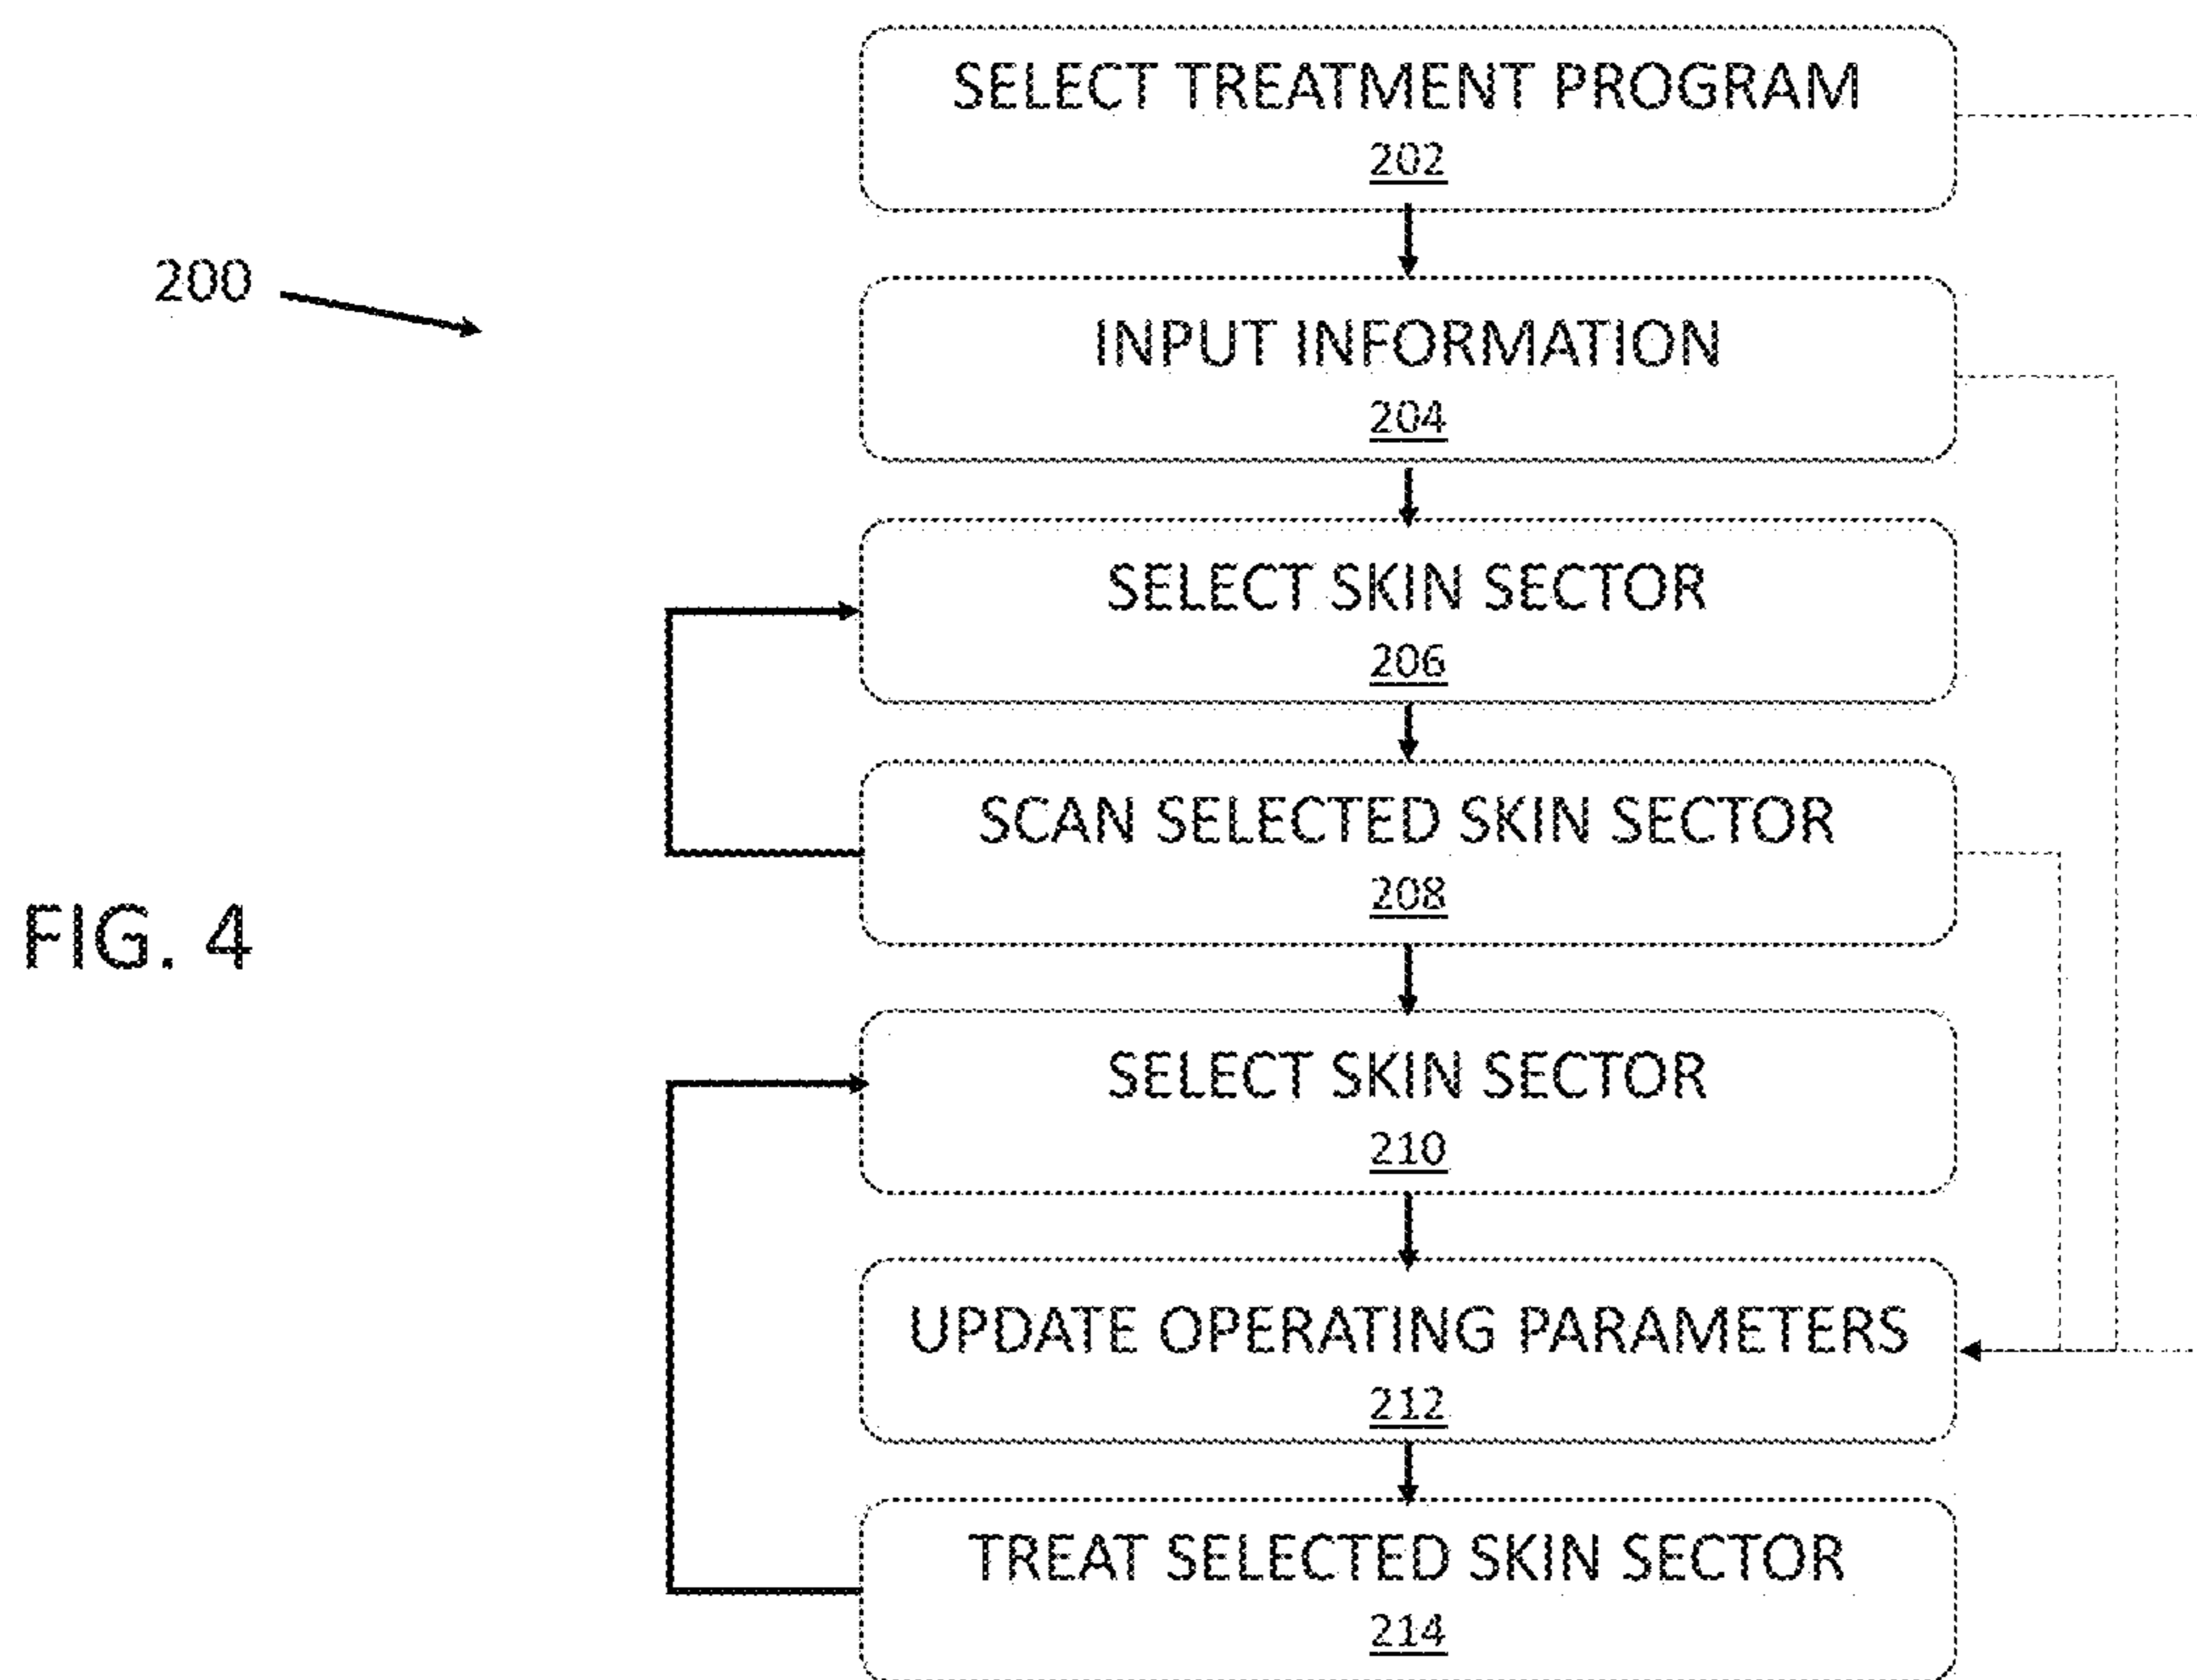 SELECT TREATMENT PROGRAM
202
200
INPUT INFORMATION
204
SELECT SKIN SECTOR
206
SCAN SELECTED SKIN SECTOR
208
FIG. 4
SELECT SKIN SECTOR
210
UPDATE OPERATING PARAMETERS
212
TREAT SELECTED SKIN SECTOR
214